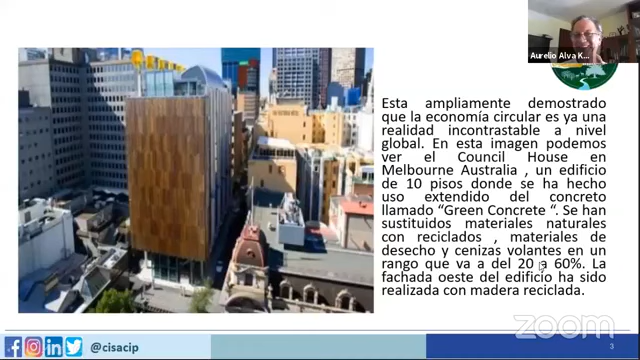 Aurelio Alva K...
Esta ampliamente demostrado
que la economía circular es ya una
realidad incontrastable a nivel
global. En esta imagen podemos
ver el Council House en
Melbourne Australia , un edificio
de 10 pisos donde se ha hecho
uso extendido del concreto
llamado “Green Concrete “. Se han
sustituidos materiales naturales
con reciclados , materiales de
desecho y cenizas volantes en un
rango que va a del 20 a 60%. La
fachada oeste del edificio ha sido
realizada con madera reciclada.
@cisacip
zoom
3